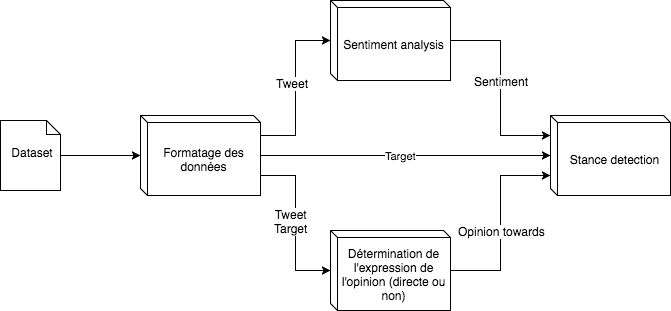 Sentiment analysis
Tweet
Sentiment
Dataset
Formatage des
données
Target
Stance detection
Tweet
Target
Détermination de
l'expression de
l'opinion (directe ou
non)
Opinion towards